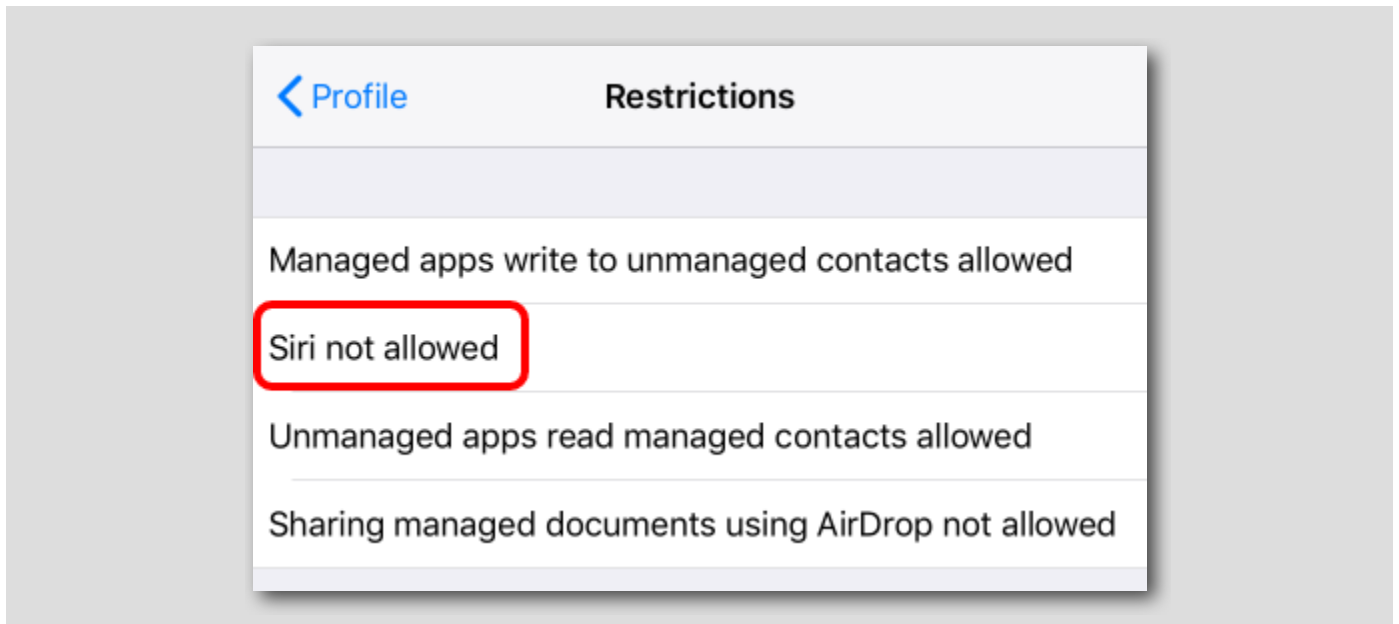 Profile
Restrictions
Managed apps write to unmanaged contacts allowed
Siri not allowed
Unmanaged apps read managed contacts allowed
Sharing managed documents using AirDrop not allowed